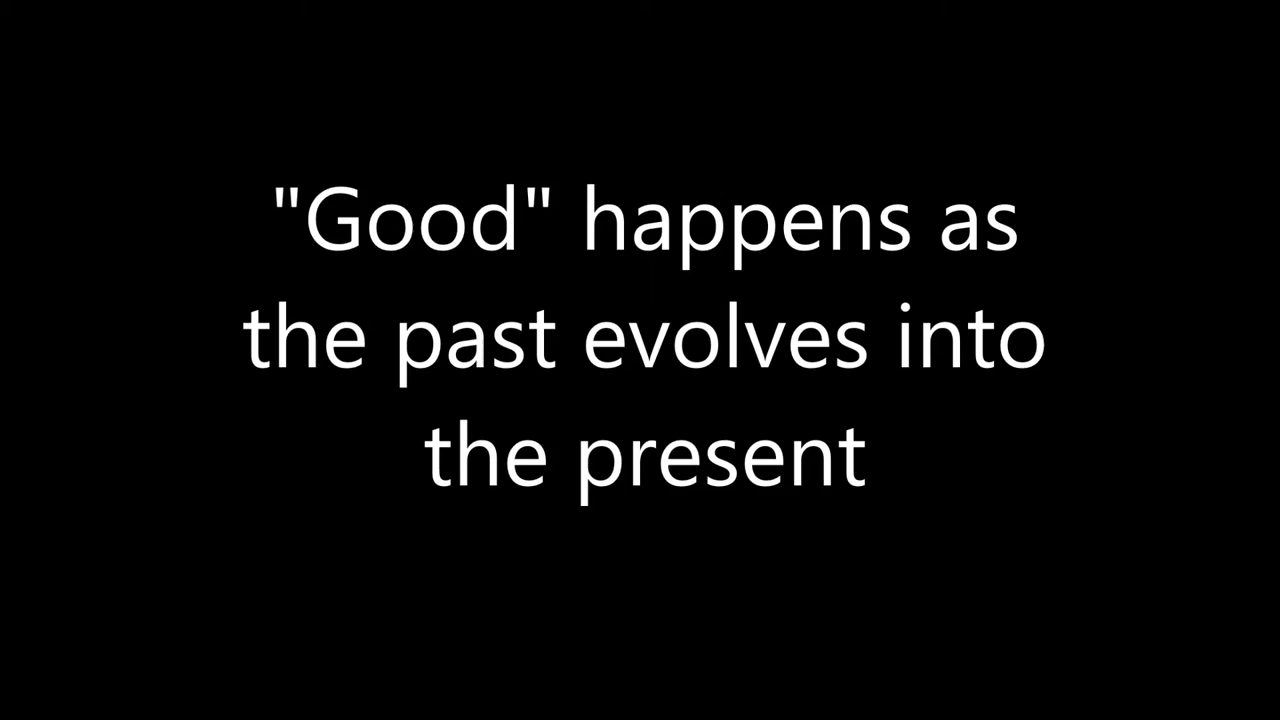 "Good" happens as
the past evolves into
the present